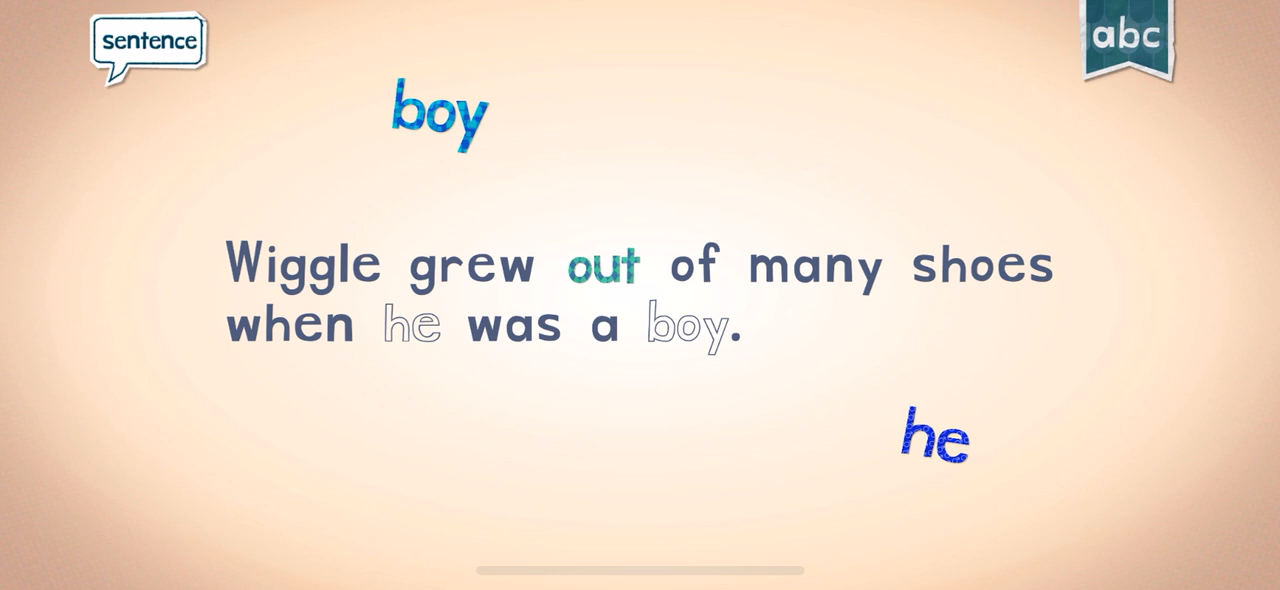 sentence
abc
boy
Wiggle grew out of many shoes
when he was a boy.
he